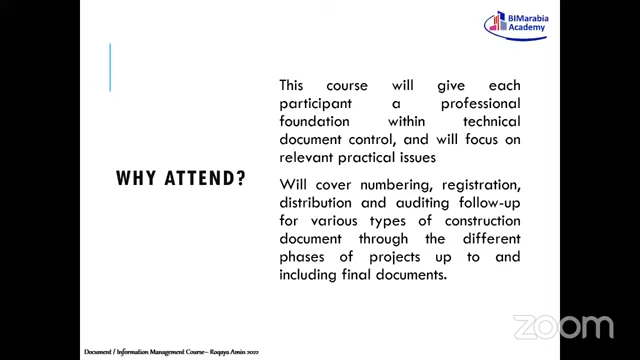 BIMarabia
Academy
This course will give each
participant a professional
foundation within technical
document control, and will focus on
relevant practical issues
WHY ATTEND?
Will cover numbering, registration,
distribution and auditing follow-up
for various types of construction
document through the different
phases of projects up to and
including final documents.
zoom
Document / Information Management Course– Roqaya Amin 2022